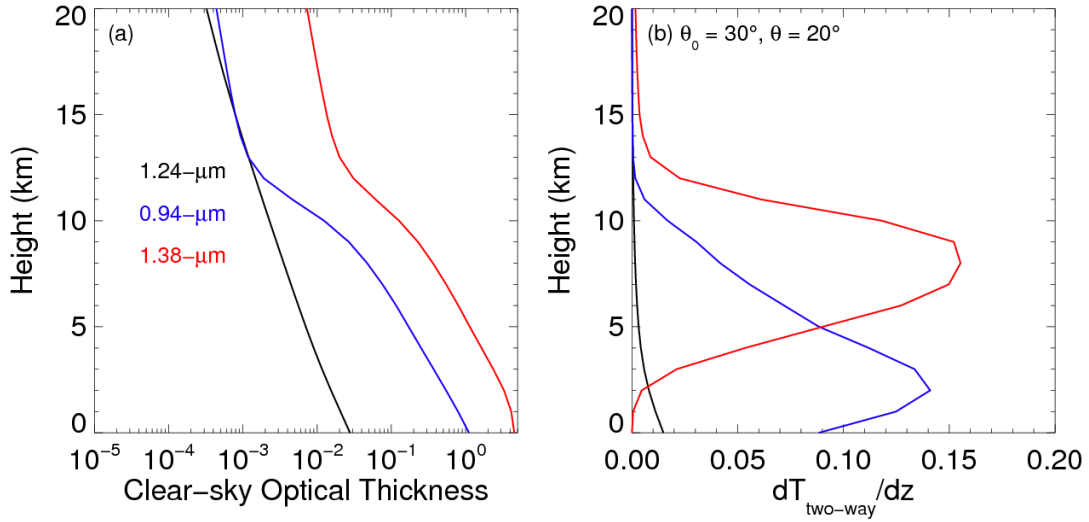 (a)
20
15
10
5
0
Height (km)
1.24−μm
0.94−μm
1.38−μm
10⁻⁵ 10⁻⁴ 10⁻³ 10⁻² 10⁻¹ 10⁰
Clear−sky Optical Thickness
(b) θ₀ = 30°, θ = 20°
20
15
10
5
0
Height (km)
0.00 0.05 0.10 0.15 0.20
dT_two−way/dz